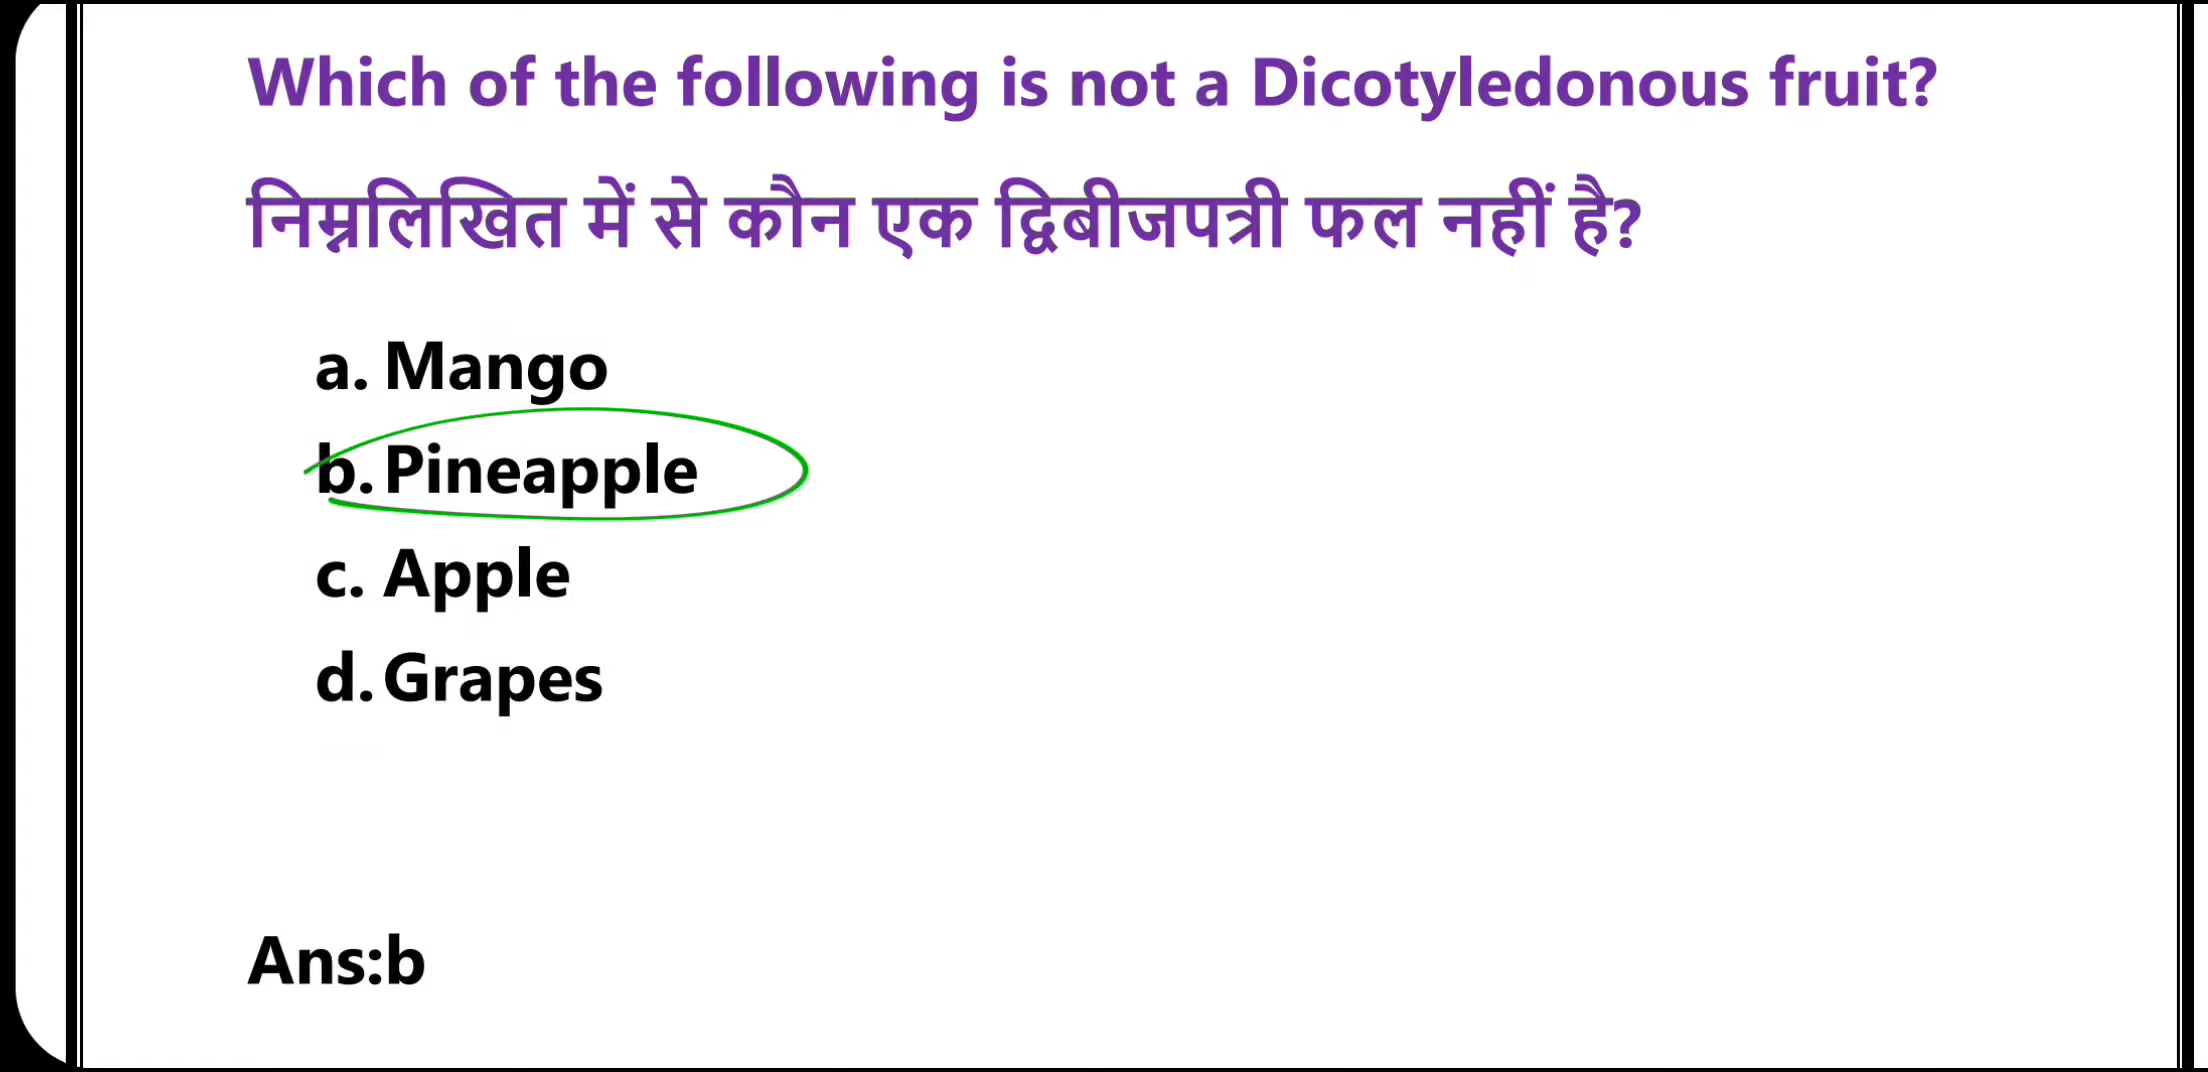 Which of the following is not a Dicotyledonous fruit?
निम्नलिखित में से कौन एक द्विबीजपत्री फल नहीं है?
a. Mango
b. Pineapple
c. Apple
d. Grapes
Ans:b